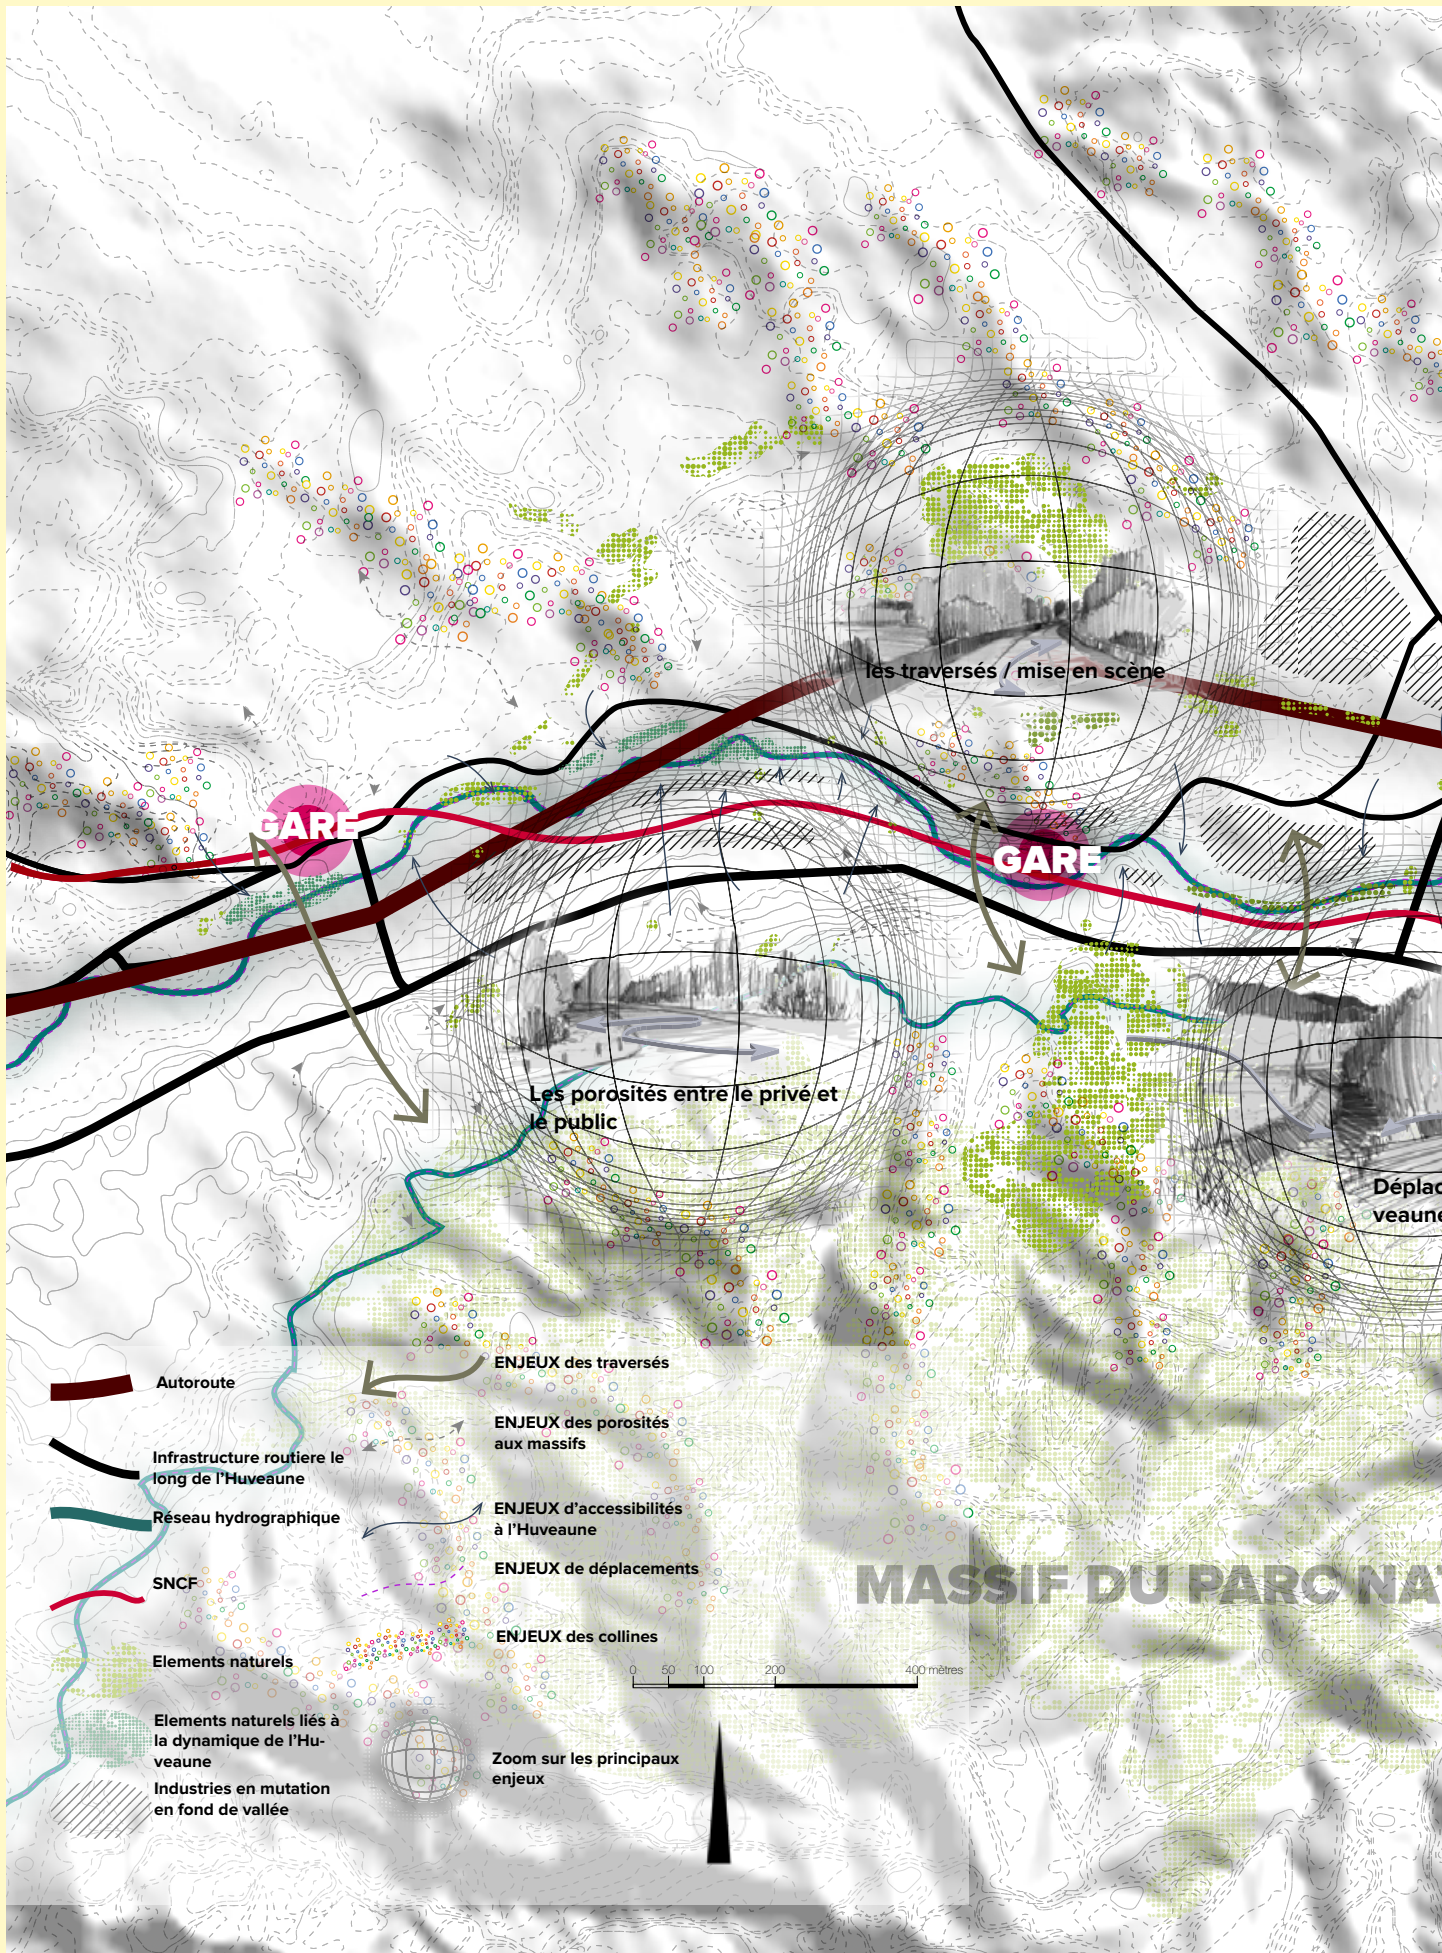 les traversés / mise en scène
GARE
GARE
Les porosités entre le privé et
le public
Déplac
veaune
ENJEUX des traversés
Autoroute
ENJEUX des porosités
aux massifs
Infrastructure routiere le
long de l'Huveaune
ENJEUX d'accessibilités
à l'Huveaune
Réseau hydrographique
ENJEUX de déplacements
SNCF
MASSIF DU PARC NAT
ENJEUX des collines
Elements naturels
0 50 100 200 400 mètres
Elements naturels liés à
la dynamique de l'Hu-
veaune
Zoom sur les principaux
enjeux
Industries en mutation
en fond de vallée